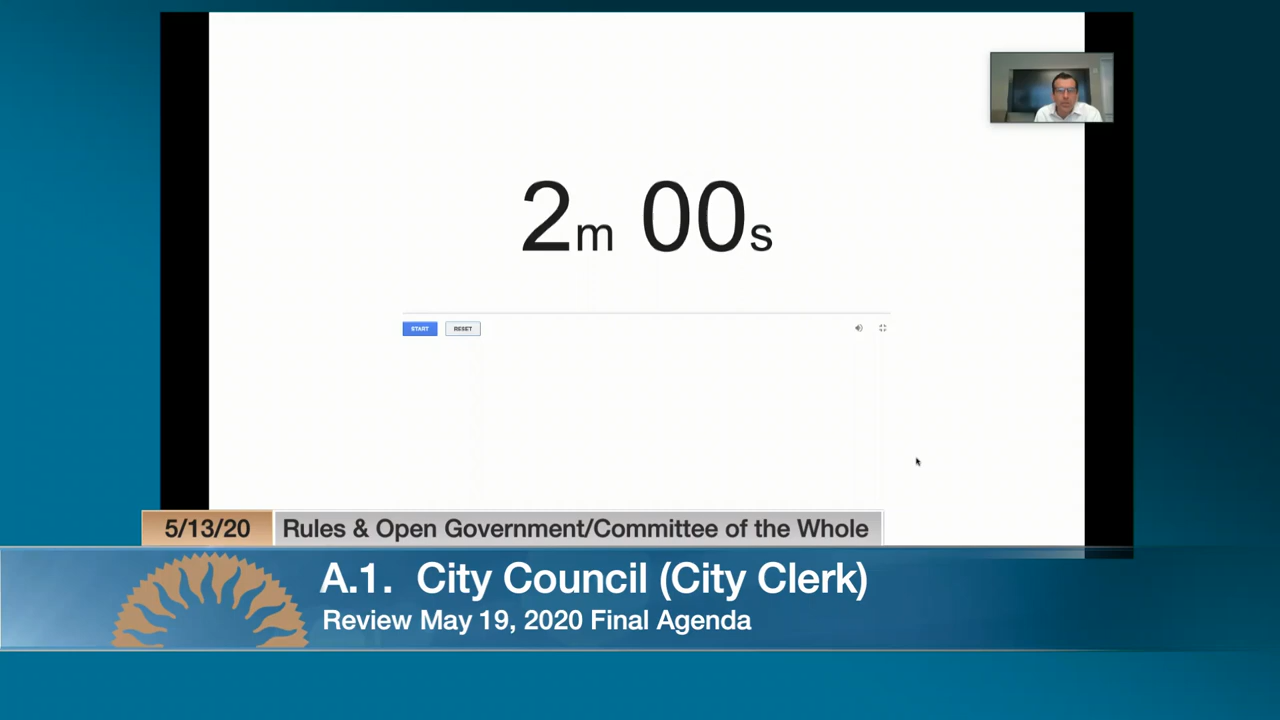 2m 00s
START RESET
5/13/20 Rules & Open Government/Committee of the Whole
A.1. City Council (City Clerk)
Review May 19, 2020 Final Agenda